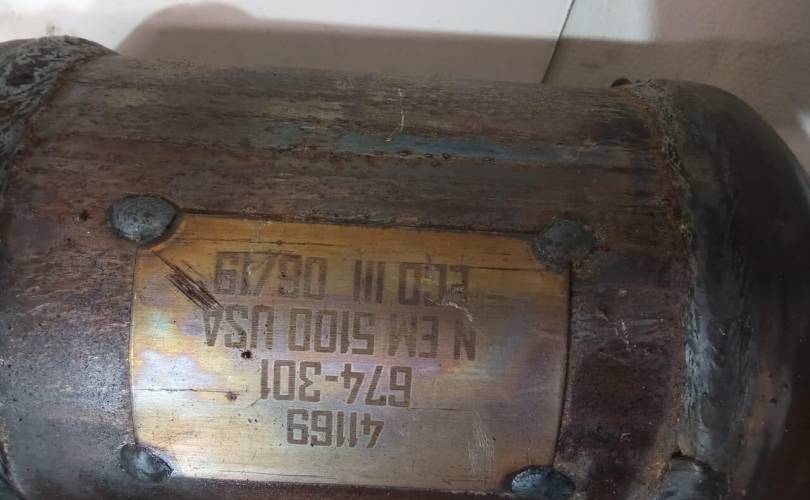 41169
674-301
N EM 5100 USA
ECO III 06/19